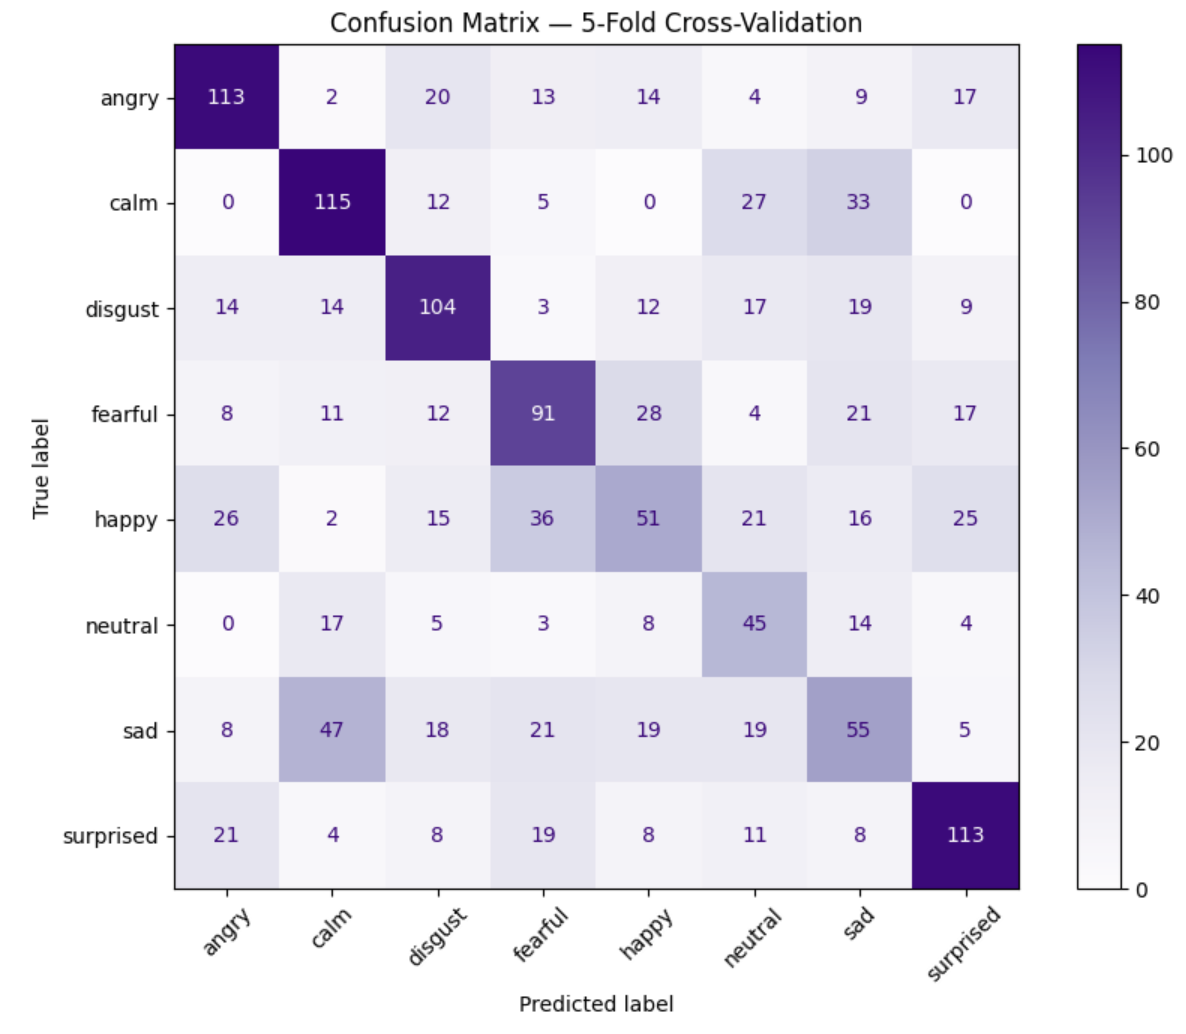 Confusion Matrix — 5-Fold Cross-Validation
True label
angry 113 2 20 13 14 4 9 17
calm 0 115 12 5 0 27 33 0
disgust 14 14 104 3 12 17 19 9
fearful 8 11 12 91 28 4 21 17
happy 26 2 15 36 51 21 16 25
neutral 0 17 5 3 8 45 14 4
sad 8 47 18 21 19 19 55 5
surprised 21 4 8 19 8 11 8 113
angry calm disgust fearful happy neutral sad surprised
Predicted label
100
80
60
40
20
0